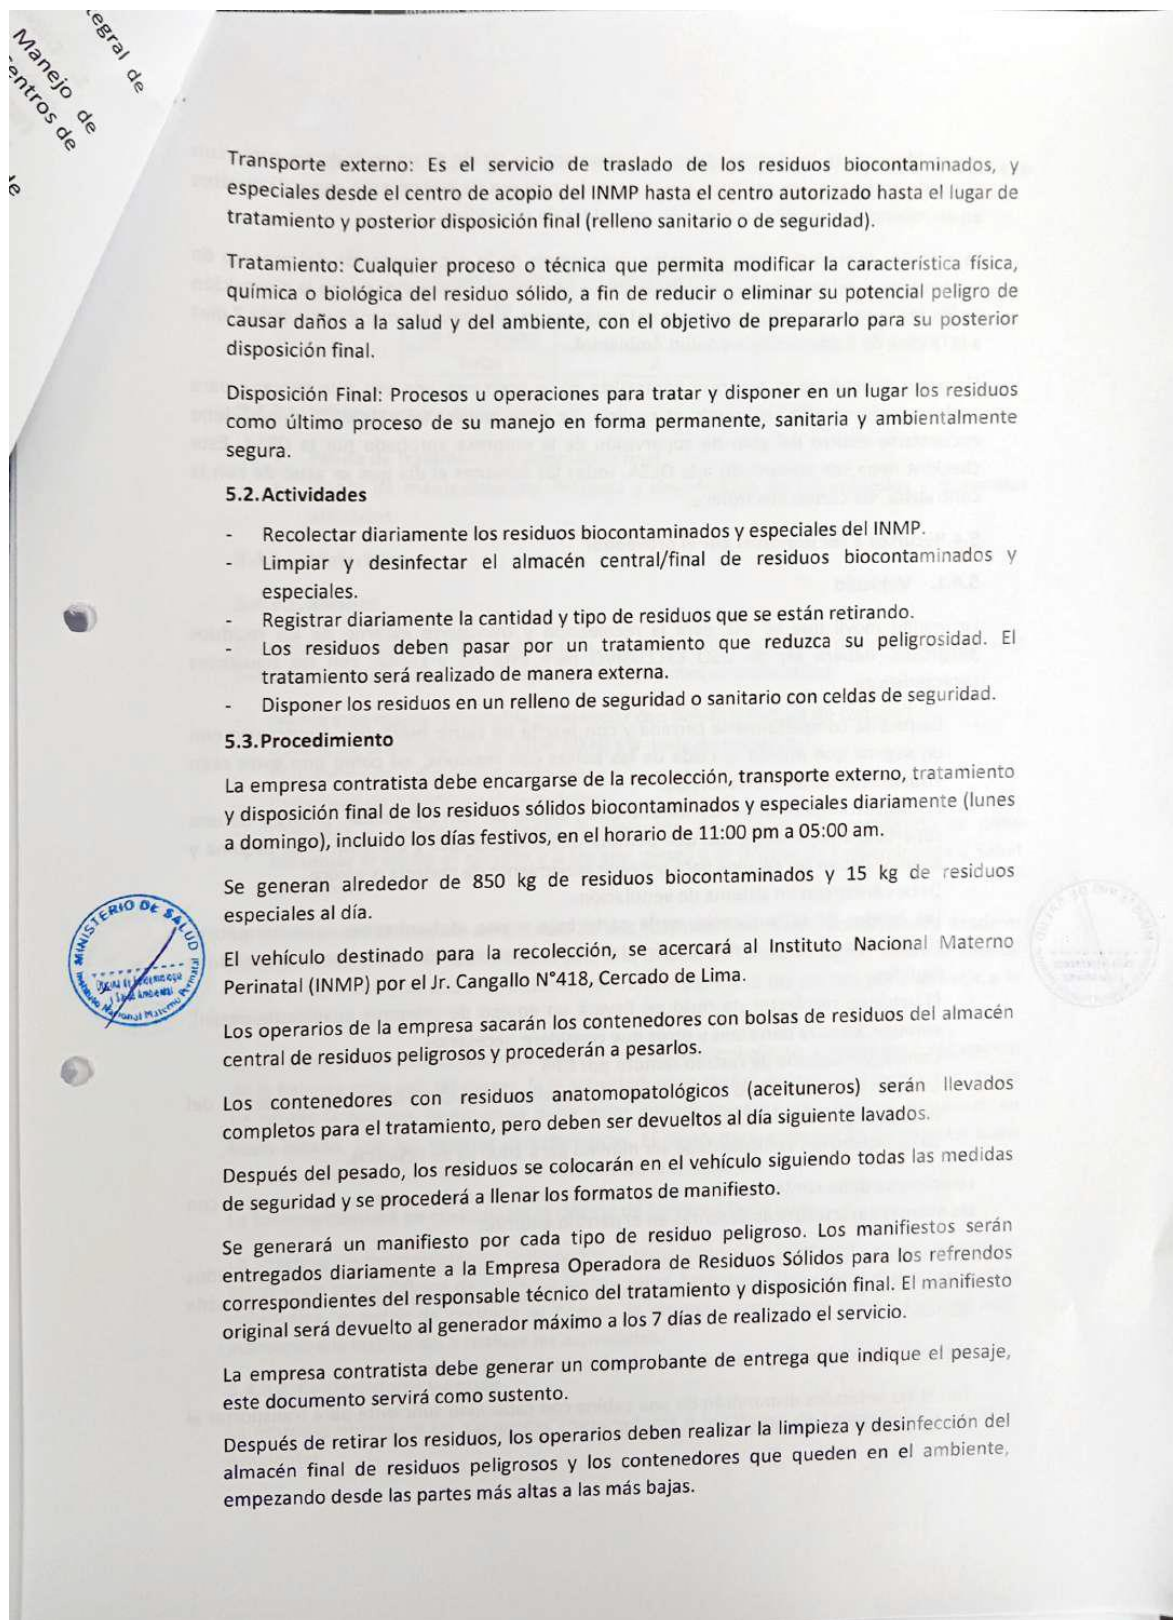 egral de
Manejo de
entros de
Transporte externo: Es el servicio de traslado de los residuos biocontaminados, y
especiales desde el centro de acopio del INMP hasta el centro autorizado hasta el lugar de
tratamiento y posterior disposición final (relleno sanitario o de seguridad).
Tratamiento: Cualquier proceso o técnica que permita modificar la característica física,
química o biológica del residuo sólido, a fin de reducir o eliminar su potencial peligro de
causar daños a la salud y del ambiente, con el objetivo de prepararlo para su posterior
disposición final.
Disposición Final: Procesos u operaciones para tratar y disponer en un lugar los residuos
como último proceso de su manejo en forma permanente, sanitaria y ambientalmente
segura.
5.2. Actividades
- Recolectar diariamente los residuos biocontaminados y especiales del INMP.
- Limpiar y desinfectar el almacén central/final de residuos biocontaminados y
especiales.
- Registrar diariamente la cantidad y tipo de residuos que se están retirando.
- Los residuos deben pasar por un tratamiento que reduzca su peligrosidad. El
tratamiento será realizado de manera externa.
- Disponer los residuos en un relleno de seguridad o sanitario con celdas de seguridad.
5.3. Procedimiento
La empresa contratista debe encargarse de la recolección, transporte externo, tratamiento
y disposición final de los residuos sólidos biocontaminados y especiales diariamente (lunes
a domingo), incluido los días festivos, en el horario de 11:00 pm a 05:00 am.
Se generan alrededor de 850 kg de residuos biocontaminados y 15 kg de residuos
especiales al día.
El vehículo destinado para la recolección, se acercará al Instituto Nacional Materno
Perinatal (INMP) por el Jr. Cangallo N°418, Cercado de Lima.
Los operarios de la empresa sacarán los contenedores con bolsas de residuos del almacén
central de residuos peligrosos y procederán a pesarlos.
Los contenedores con residuos anatomopatológicos (aceituneros) serán llevados
completos para el tratamiento, pero deben ser devueltos al día siguiente lavados.
Después del pesado, los residuos se colocarán en el vehículo siguiendo todas las medidas
de seguridad y se procederá a llenar los formatos de manifiesto.
Se generará un manifiesto por cada tipo de residuo peligroso. Los manifiestos serán
entregados diariamente a la Empresa Operadora de Residuos Sólidos para los refrendos
correspondientes del responsable técnico del tratamiento y disposición final. El manifiesto
original será devuelto al generador máximo a los 7 días de realizado el servicio.
La empresa contratista debe generar un comprobante de entrega que indique el pesaje,
este documento servirá como sustento.
Después de retirar los residuos, los operarios deben realizar la limpieza y desinfección del
almacén final de residuos peligrosos y los contenedores que queden en el ambiente,
empezando desde las partes más altas a las más bajas.
MINISTERIO DE SALUD
Oficina de Epidemiología
y Salud Ambiental
Instituto Nacional Materno Perinatal